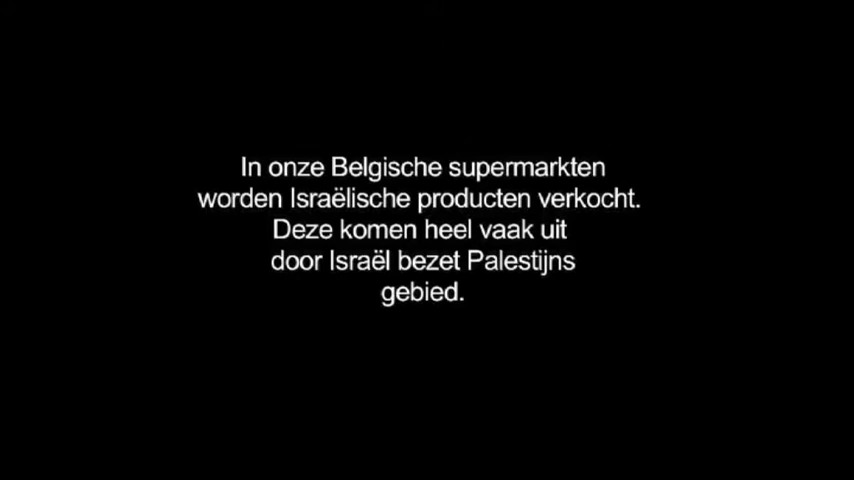 In onze Belgische supermarkten
worden Israëlische producten verkocht.
Deze komen heel vaak uit
door Israël bezet Palestijns
gebied.